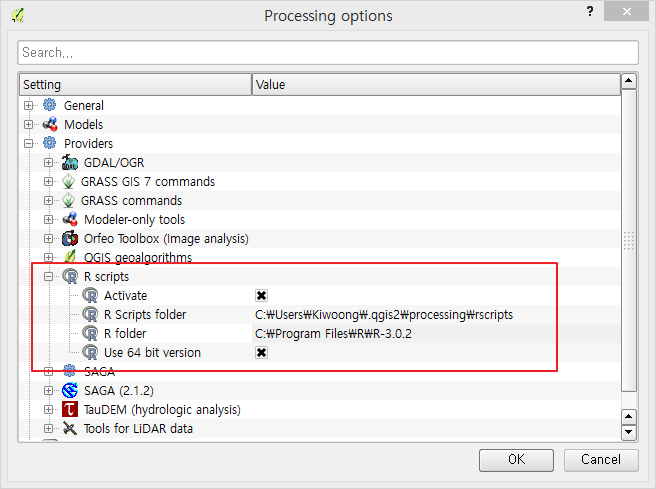 Processing options
?
Search...
Setting Value
General
Models
Providers
GDAL/OGR
GRASS GIS 7 commands
GRASS commands
Modeler-only tools
Orfeo Toolbox (Image analysis)
QGIS geoalgorithms
R scripts
Activate
R Scripts folder C:₩Users₩Kiwoong₩.qgis2₩processing₩rscripts
R folder C:₩Program Files₩R₩R-3.0.2
Use 64 bit version
SAGA
SAGA (2.1.2)
TauDEM (hydrologic analysis)
Tools for LiDAR data
OK Cancel